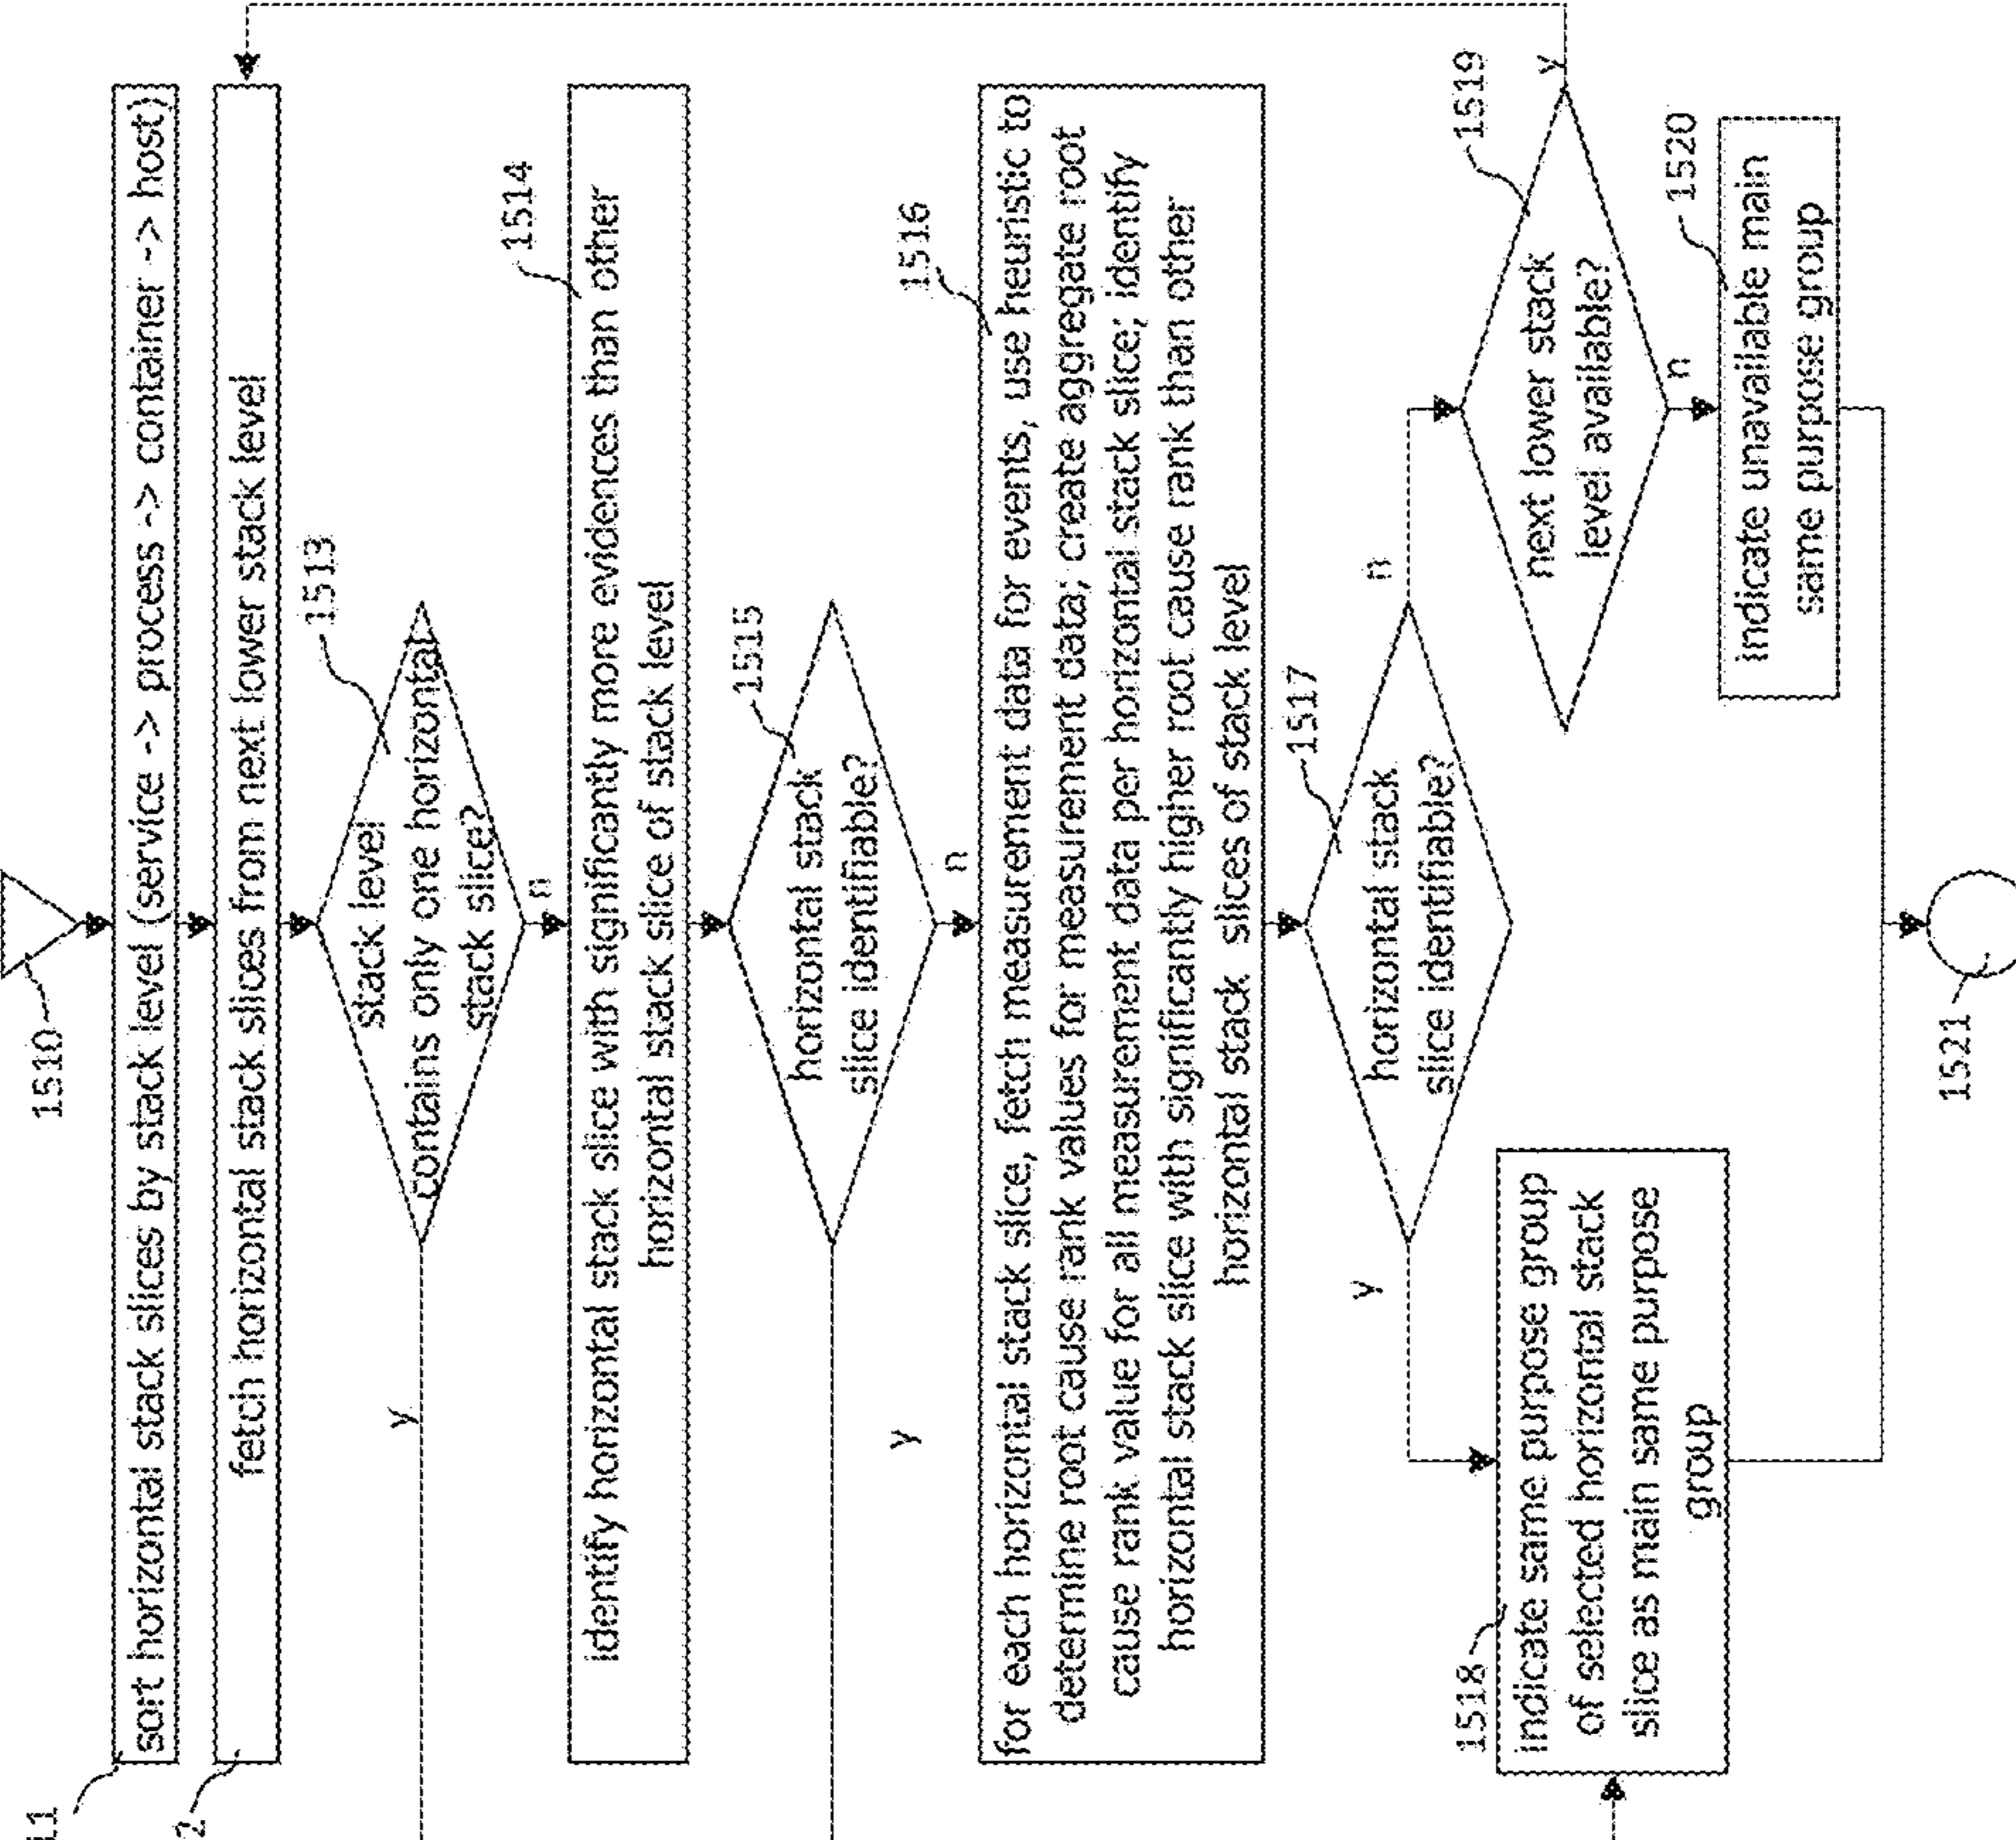 1510
11
sort horizontal stack slices by stack level (service -> process -> container -> host)
2
fetch horizontal stack slices from next lower stack level
1513
stack level
contains only one horizontal
stack slice?
y
n
1514
identify horizontal stack slice with significantly more evidences than other
horizontal stack slice of stack level
1515
horizontal stack
slice identifiable?
y
n
1516
for each horizontal stack slice, fetch measurement data for events, use heuristic to
determine root cause rank values for measurement data; create aggregate root
cause rank value for all measurement data per horizontal stack slice; identify
horizontal stack slice with significantly higher root cause rank than other
horizontal stack slices of stack level
1517
horizontal stack
slice identifiable?
y
n
1518
indicate same purpose group
of selected horizontal stack
slice as main same purpose
group
1519
next lower stack
level available?
y
n
1520
indicate unavailable main
same purpose group
1521